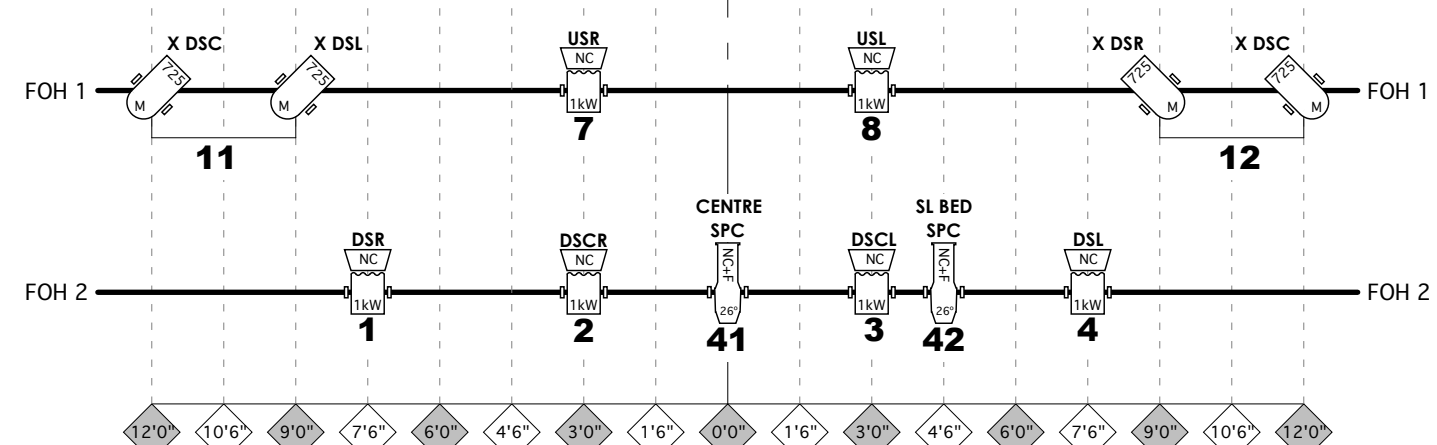 X DSC X DSL USR USL X DSR X DSC
725 725 NC NC 725 725
FOH 1 M M 1kW 1kW M M FOH 1
11 7 8 12
CENTRE SL BED
SPC SPC
DSR DSCR DSCL DSL
NC NC NC+F NC NC+F NC
FOH 2 1kW 1kW 26° 1kW 26° 1kW FOH 2
1 2 41 3 42 4
12'0" 10'6" 9'0" 7'6" 6'0" 4'6" 3'0" 1'6" 0'0" 1'6" 3'0" 4'6" 6'0" 7'6" 9'0" 10'6" 12'0"